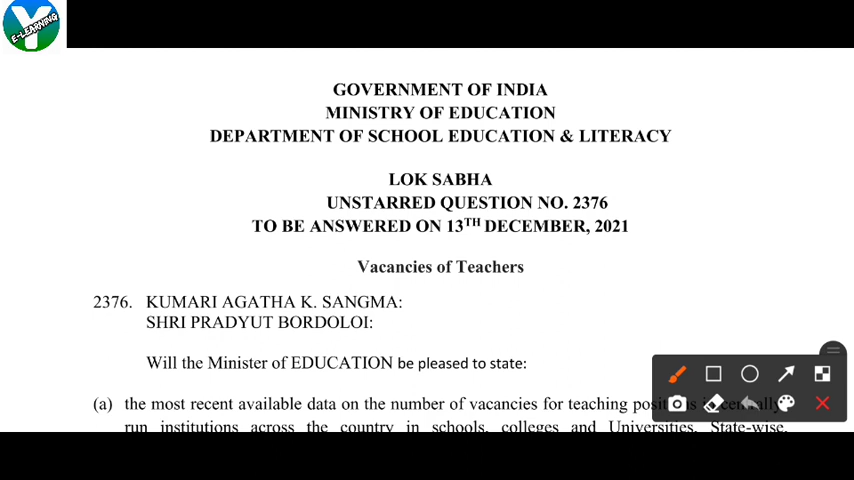 Y
E-LEARNING
GOVERNMENT OF INDIA
MINISTRY OF EDUCATION
DEPARTMENT OF SCHOOL EDUCATION & LITERACY
LOK SABHA
UNSTARRED QUESTION NO. 2376
TO BE ANSWERED ON 13TH DECEMBER, 2021
Vacancies of Teachers
2376. KUMARI AGATHA K. SANGMA:
SHRI PRADYUT BORDOLOI:
Will the Minister of EDUCATION be pleased to state:
(a) the most recent available data on the number of vacancies for teaching positions in centrally
run institutions across the country in schools, colleges and Universities, State-wise,